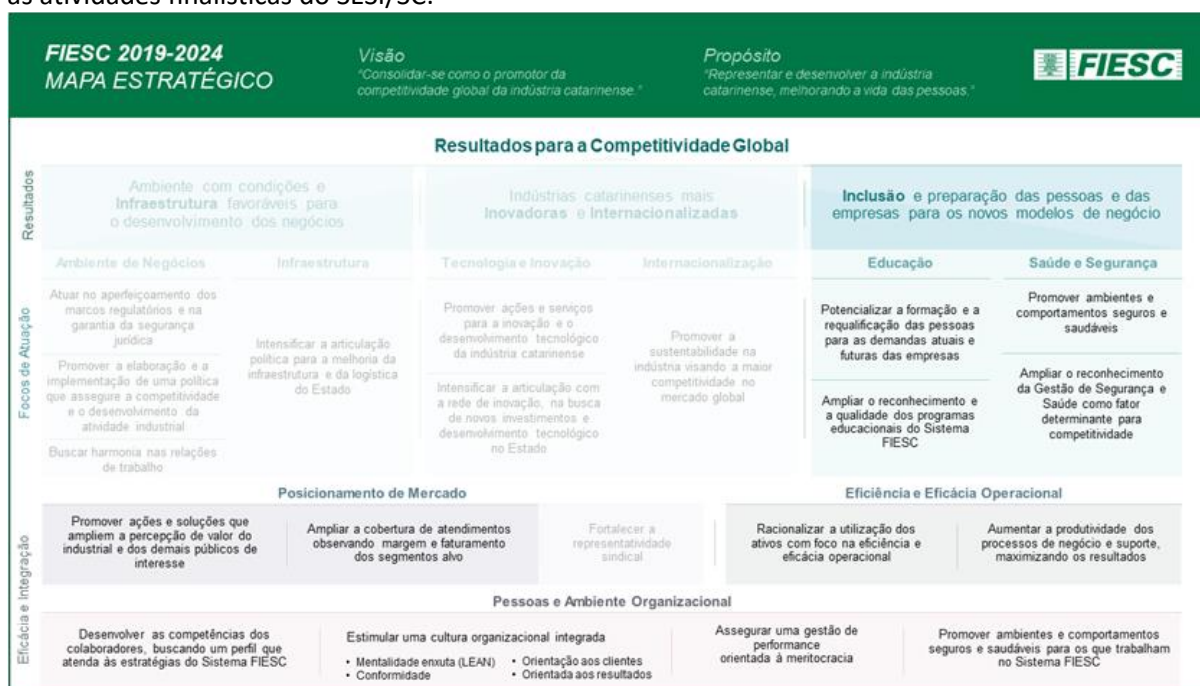 as atividades finalísticas do SESI/SC.
FIESC 2019-2024
MAPA ESTRATÉGICO
Visão
"Consolidar-se como o promotor da
competitividade global da indústria catarinense."
Propósito
"Representar e desenvolver a indústria
catarinense, melhorando a vida das pessoas."
FIESC
Resultados para a Competitividade Global
Resultados
Ambiente com condições e
Infraestrutura favoráveis para
o desenvolvimento dos negócios
Indústrias catarinenses mais
Inovadoras e Internacionalizadas
Inclusão e preparação das pessoas e das
empresas para os novos modelos de negócio
Focos de Atuação
Ambiente de Negócios
Atuar no aperfeiçoamento dos
marcos regulatórios e na
garantia da segurança
jurídica
Promover a elaboração e a
implementação de uma política
que assegure a competitividade
e o desenvolvimento da
atividade industrial
Buscar harmonia nas relações
de trabalho
Infraestrutura
Intensificar a articulação
política para a melhoria da
infraestrutura e da logística
do Estado
Tecnologia e Inovação
Promover ações e serviços
para a inovação e o
desenvolvimento tecnológico
da indústria catarinense
Intensificar a articulação com
a rede de inovação, na busca
de novos investimentos e
desenvolvimento tecnológico
no Estado
Internacionalização
Promover a
sustentabilidade na
indústria visando a maior
competitividade no
mercado global
Educação
Potencializar a formação e a
requalificação das pessoas
para as demandas atuais e
futuras das empresas
Ampliar o reconhecimento e
a qualidade dos programas
educacionais do Sistema
FIESC
Saúde e Segurança
Promover ambientes e
comportamentos seguros e
saudáveis
Ampliar o reconhecimento
da Gestão de Segurança e
Saúde como fator
determinante para
competitividade
Eficácia e Integração
Posicionamento de Mercado
Promover ações e soluções que
ampliem a percepção de valor do
industrial e dos demais públicos de
interesse
Ampliar a cobertura de atendimentos
observando margem e faturamento
dos segmentos alvo
Fortalecer a
representatividade
sindical
Eficiência e Eficácia Operacional
Racionalizar a utilização dos
ativos com foco na eficiência e
eficácia operacional
Aumentar a produtividade dos
processos de negócio e suporte,
maximizando os resultados
Pessoas e Ambiente Organizacional
Desenvolver as competências dos
colaboradores, buscando um perfil que
atenda às estratégias do Sistema FIESC
Estimular uma cultura organizacional integrada
• Mentalidade enxuta (LEAN)
• Conformidade
• Orientação aos clientes
• Orientada aos resultados
Assegurar uma gestão de
performance
orientada à meritocracia
Promover ambientes e comportamentos
seguros e saudáveis para os que trabalham
no Sistema FIESC